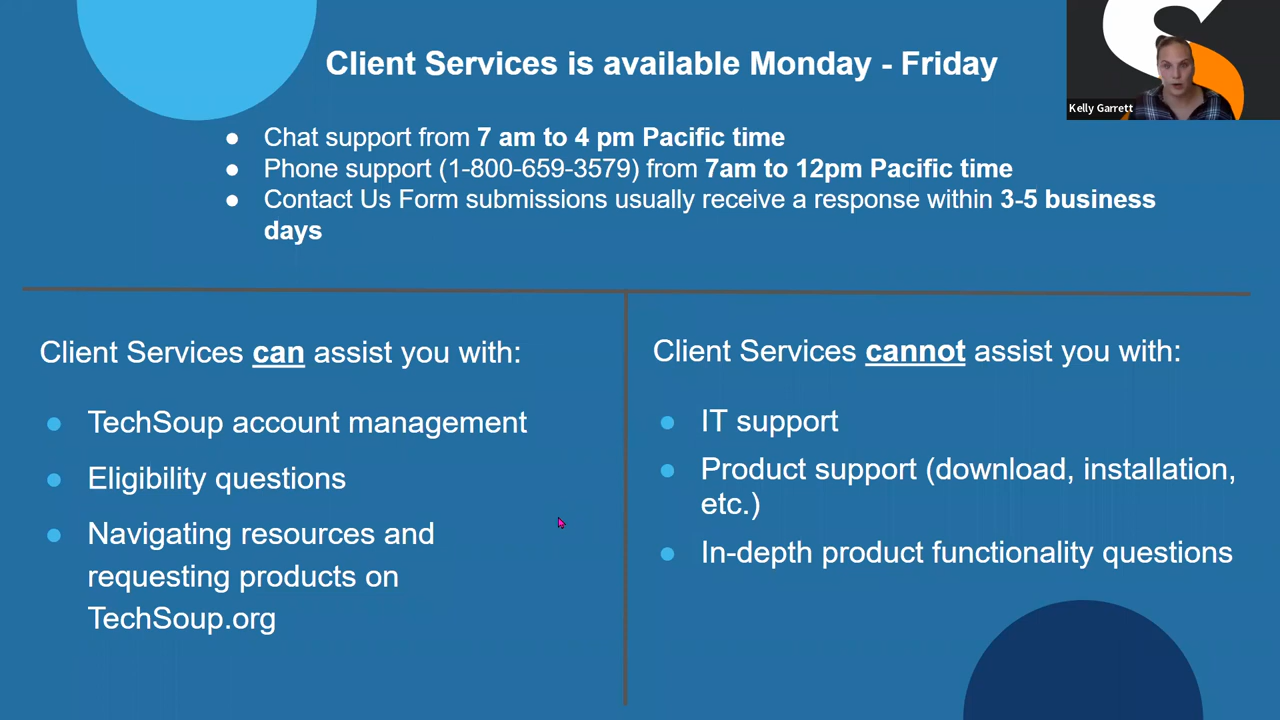 Client Services is available Monday - Friday
Kelly Garrett
● Chat support from 7 am to 4 pm Pacific time
● Phone support (1-800-659-3579) from 7am to 12pm Pacific time
● Contact Us Form submissions usually receive a response within 3-5 business
days
Client Services can assist you with:
● TechSoup account management
● Eligibility questions
● Navigating resources and
requesting products on
TechSoup.org
Client Services cannot assist you with:
● IT support
● Product support (download, installation,
etc.)
● In-depth product functionality questions